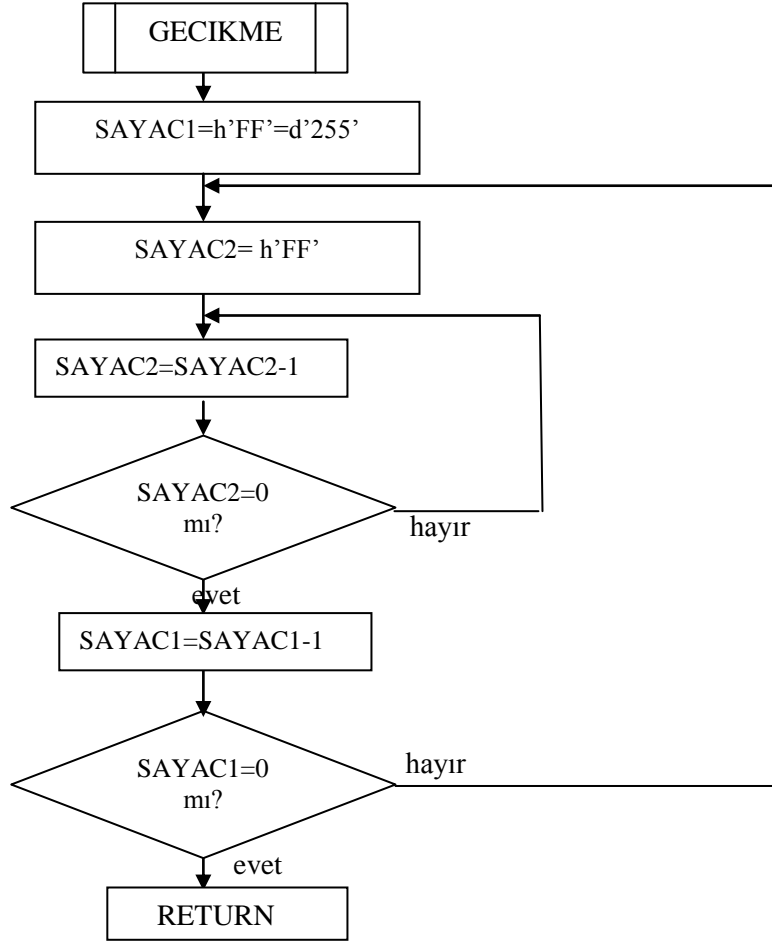 GECIKME
SAYAC1=h’FF’=d’255’
SAYAC2= h’FF’
SAYAC2=SAYAC2-1
SAYAC2=0
mı?
hayır
evet
SAYAC1=SAYAC1-1
SAYAC1=0
mı?
hayır
evet
RETURN